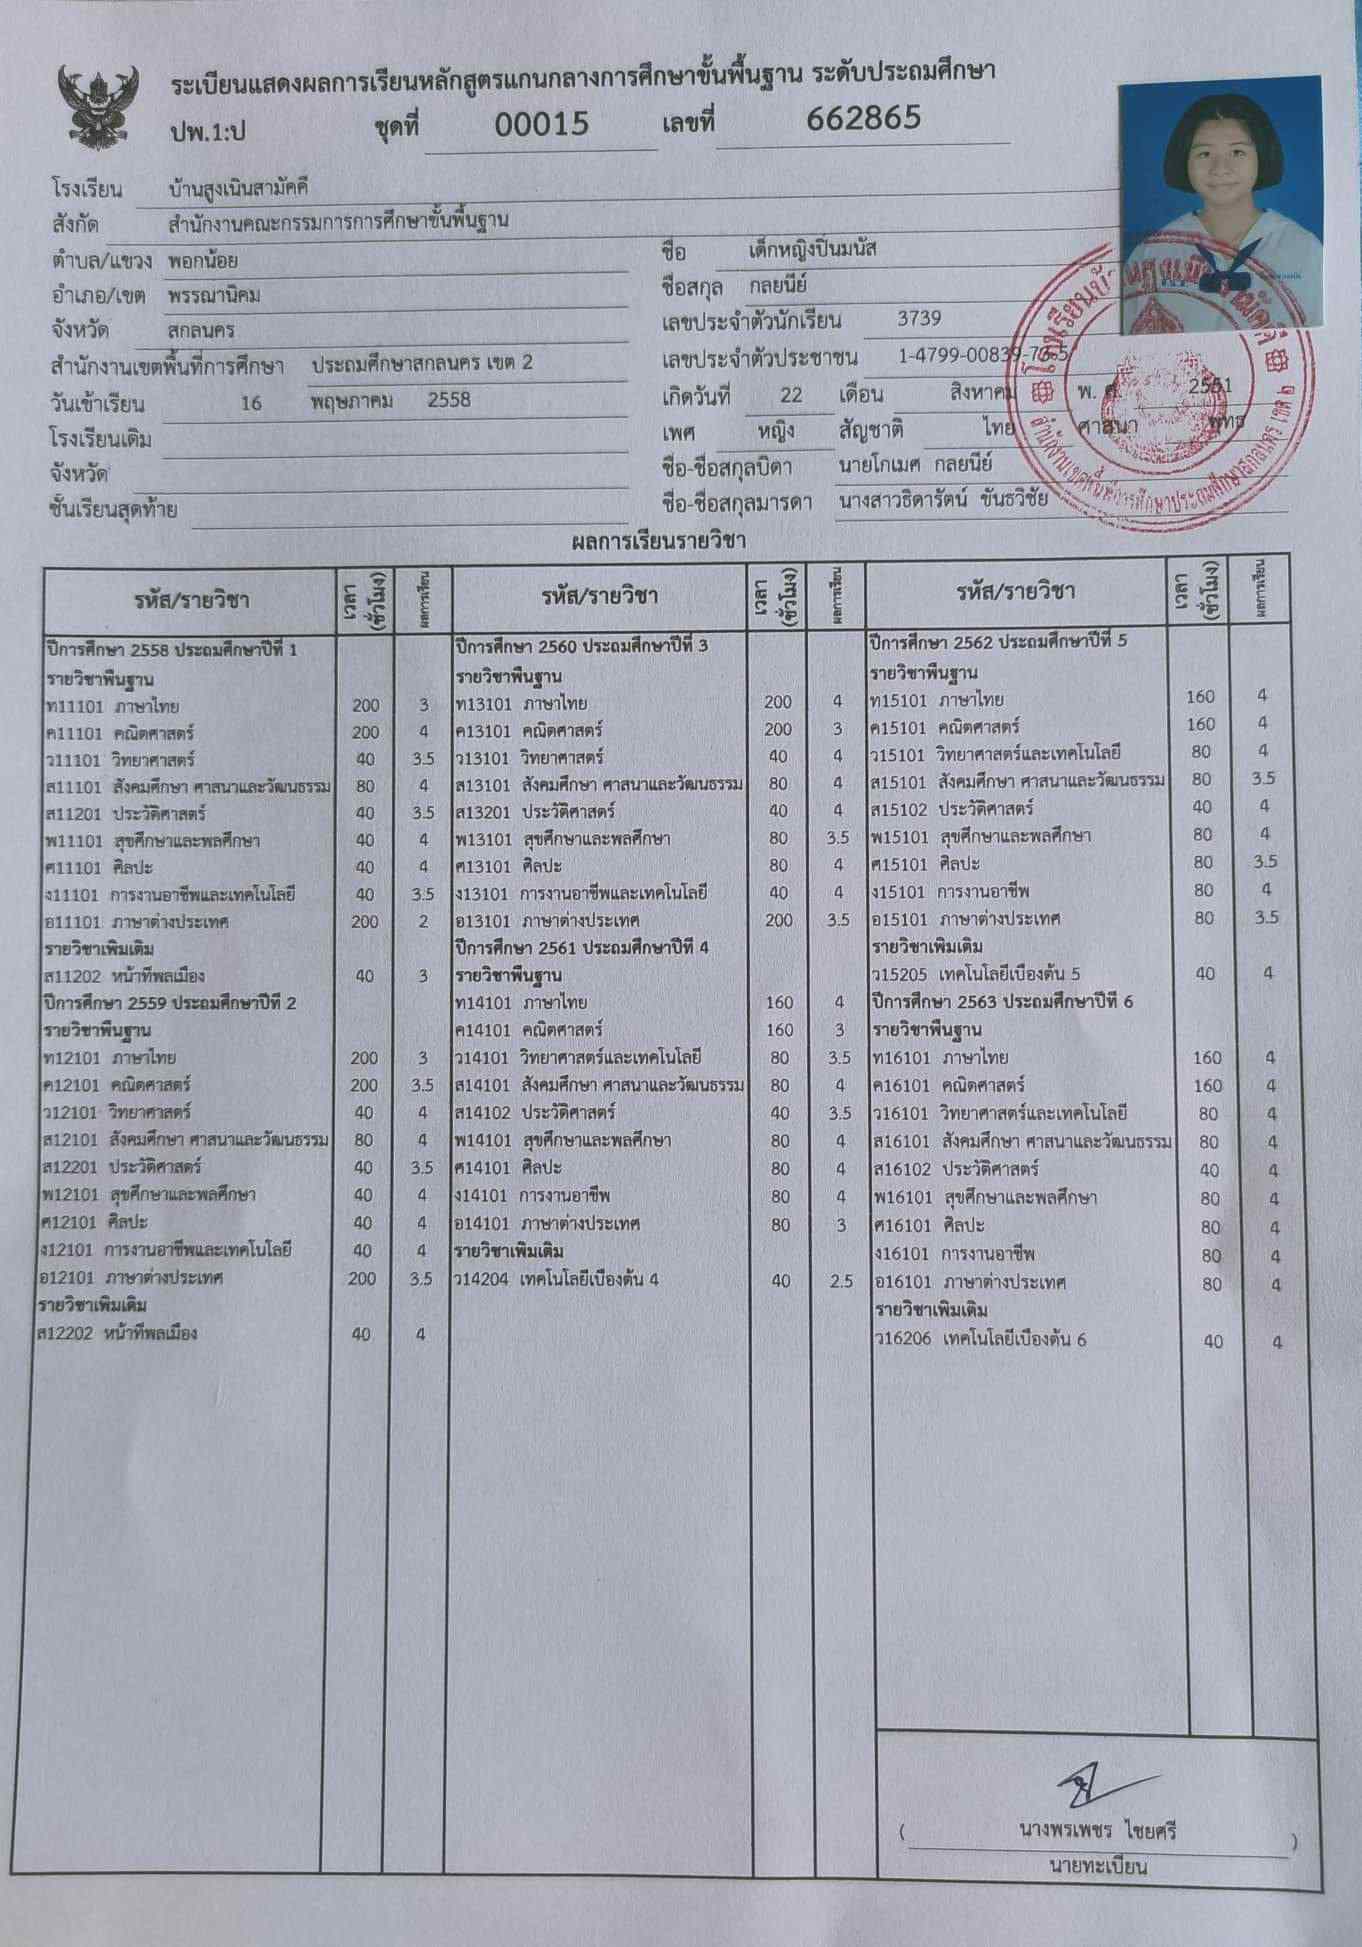 ระเบียนแสดงผลการเรียนหลักสูตรแกนกลางการศึกษาขั้นพื้นฐาน ระดับประถมศึกษา
ปพ.1:ป ชุดที่ 00015 เลขที่ 662865
โรงเรียน บ้านสูงเนินสามัคคี
สังกัด สำนักงานคณะกรรมการการศึกษาขั้นพื้นฐาน
ตำบล/แขวง พอกน้อย
อำเภอ/เขต พรรณานิคม
จังหวัด สกลนคร
สำนักงานเขตพื้นที่การศึกษา ประถมศึกษาสกลนคร เขต 2
วันเข้าเรียน 16 พฤษภาคม 2558
โรงเรียนเดิม
จังหวัด
ชั้นเรียนสุดท้าย
ชื่อ เด็กหญิงปิ่นมนัส
ชื่อสกุล กลยนีย์
เลขประจำตัวนักเรียน 3739
เลขประจำตัวประชาชน 1-4799-00839-
เกิดวันที่ 22 เดือน สิงหาคม พ. ศ. 2551
เพศ หญิง สัญชาติ ไทย ศาสนา พุทธ
ชื่อ-ชื่อสกุลบิดา นายโกเมศ กลยนีย์
ชื่อ-ชื่อสกุลมารดา นางสาวธิดารัตน์ ขันธวิชัย
ผลการเรียนรายวิชา
รหัส/รายวิชา เวลา (ชั่วโมง) ผลการเรียน
ปีการศึกษา 2558 ประถมศึกษาปีที่ 1
รายวิชาพื้นฐาน
ท11101 ภาษาไทย 200 3
ค11101 คณิตศาสตร์ 200 4
ว11101 วิทยาศาสตร์ 40 3.5
ส11101 สังคมศึกษา ศาสนาและวัฒนธรรม 80 4
ส11201 ประวัติศาสตร์ 40 3.5
พ11101 สุขศึกษาและพลศึกษา 40 4
ศ11101 ศิลปะ 40 4
ง11101 การงานอาชีพและเทคโนโลยี 40 3.5
อ11101 ภาษาต่างประเทศ 200 2
รายวิชาเพิ่มเติม
ส11202 หน้าที่พลเมือง 40 3
ปีการศึกษา 2559 ประถมศึกษาปีที่ 2
รายวิชาพื้นฐาน
ท12101 ภาษาไทย 200 3
ค12101 คณิตศาสตร์ 200 3.5
ว12101 วิทยาศาสตร์ 40 4
ส12101 สังคมศึกษา ศาสนาและวัฒนธรรม 80 4
ส12201 ประวัติศาสตร์ 40 3.5
พ12101 สุขศึกษาและพลศึกษา 40 4
ศ12101 ศิลปะ 40 4
ง12101 การงานอาชีพและเทคโนโลยี 40 4
อ12101 ภาษาต่างประเทศ 200 3.5
รายวิชาเพิ่มเติม
ส12202 หน้าที่พลเมือง 40 4
รหัส/รายวิชา เวลา (ชั่วโมง) ผลการเรียน
ปีการศึกษา 2560 ประถมศึกษาปีที่ 3
รายวิชาพื้นฐาน
ท13101 ภาษาไทย 200 4
ค13101 คณิตศาสตร์ 200 3
ว13101 วิทยาศาสตร์ 40 4
ส13101 สังคมศึกษา ศาสนาและวัฒนธรรม 80 4
ส13201 ประวัติศาสตร์ 40 4
พ13101 สุขศึกษาและพลศึกษา 80 3.5
ศ13101 ศิลปะ 80 4
ง13101 การงานอาชีพและเทคโนโลยี 40 4
อ13101 ภาษาต่างประเทศ 200 3.5
ปีการศึกษา 2561 ประถมศึกษาปีที่ 4
รายวิชาพื้นฐาน
ท14101 ภาษาไทย 160 4
ค14101 คณิตศาสตร์ 160 3
ว14101 วิทยาศาสตร์และเทคโนโลยี 80 3.5
ส14101 สังคมศึกษา ศาสนาและวัฒนธรรม 80 4
ส14102 ประวัติศาสตร์ 40 3.5
พ14101 สุขศึกษาและพลศึกษา 80 4
ศ14101 ศิลปะ 80 4
ง14101 การงานอาชีพ 80 4
อ14101 ภาษาต่างประเทศ 80 3
รายวิชาเพิ่มเติม
ว14204 เทคโนโลยีเบื้องต้น 4 40 2.5
รหัส/รายวิชา เวลา (ชั่วโมง) ผลการเรียน
ปีการศึกษา 2562 ประถมศึกษาปีที่ 5
รายวิชาพื้นฐาน
ท15101 ภาษาไทย 160 4
ค15101 คณิตศาสตร์ 160 4
ว15101 วิทยาศาสตร์และเทคโนโลยี 80 4
ส15101 สังคมศึกษา ศาสนาและวัฒนธรรม 80 3.5
ส15102 ประวัติศาสตร์ 40 4
พ15101 สุขศึกษาและพลศึกษา 80 4
ศ15101 ศิลปะ 80 3.5
ง15101 การงานอาชีพ 80 4
อ15101 ภาษาต่างประเทศ 80 3.5
รายวิชาเพิ่มเติม
ว15205 เทคโนโลยีเบื้องต้น 5 40 4
ปีการศึกษา 2563 ประถมศึกษาปีที่ 6
รายวิชาพื้นฐาน
ท16101 ภาษาไทย 160 4
ค16101 คณิตศาสตร์ 160 4
ว16101 วิทยาศาสตร์และเทคโนโลยี 80 4
ส16101 สังคมศึกษา ศาสนาและวัฒนธรรม 80 4
ส16102 ประวัติศาสตร์ 40 4
พ16101 สุขศึกษาและพลศึกษา 80 4
ศ16101 ศิลปะ 80 4
ง16101 การงานอาชีพ 80 4
อ16101 ภาษาต่างประเทศ 80 4
รายวิชาเพิ่มเติม
ว16206 เทคโนโลยีเบื้องต้น 6 40 4
( นางพรเพชร ไชยศรี )
นายทะเบียน
สำนักงานเขตพื้นที่การศึกษาประถมศึกษาสกลนคร เขต ๒